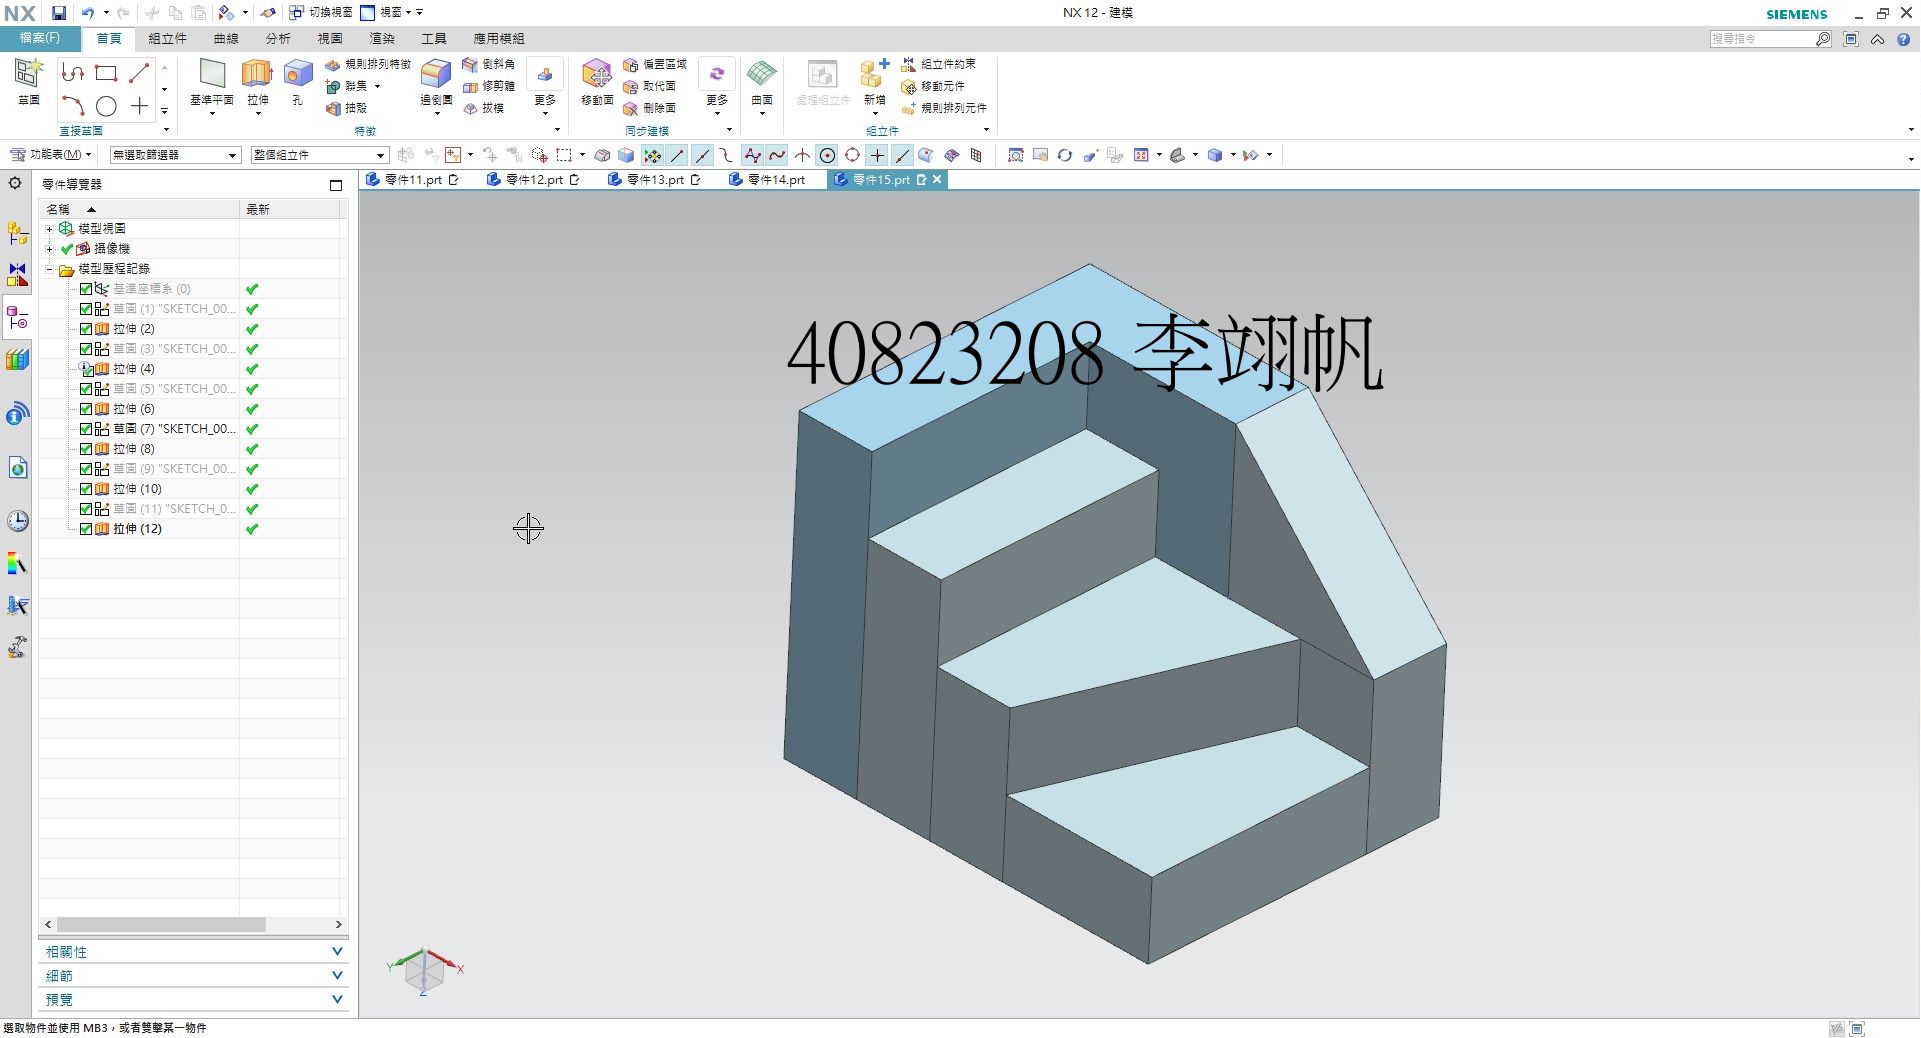 NX 切換視窗 視窗 NX 12 - 建模 SIEMENS
檔案(F) 首頁 組立件 曲線 分析 視圖 渲染 工具 應用模組 搜尋指令
草圖 基準平面 拉伸 孔 規則排列特徵 聯集 抽殼 邊倒圓 倒斜角 修剪體 拔模 更多 移動面 偏置區域 取代面 刪除面 更多 曲面 處理組立件 新增 組立件約束 移動元件 規則排列元件
直接草圖 特徵 同步建模 組立件
功能表(M) 無選取篩選器 整個組立件
零件導覽器 零件11.prt 零件12.prt 零件13.prt 零件14.prt 零件15.prt
名稱 最新
模型視圖
攝像機
模型歷程記錄
基準座標系 (0)
草圖 (1) "SKETCH_00...
拉伸 (2)
草圖 (3) "SKETCH_00...
拉伸 (4)
草圖 (5) "SKETCH_00...
拉伸 (6)
草圖 (7) "SKETCH_00...
拉伸 (8)
草圖 (9) "SKETCH_00...
拉伸 (10)
草圖 (11) "SKETCH_0...
拉伸 (12)
40823208 李翊帆
相關性
細節
預覽
Y X
Z
選取物件並使用 MB3，或者雙擊某一物件